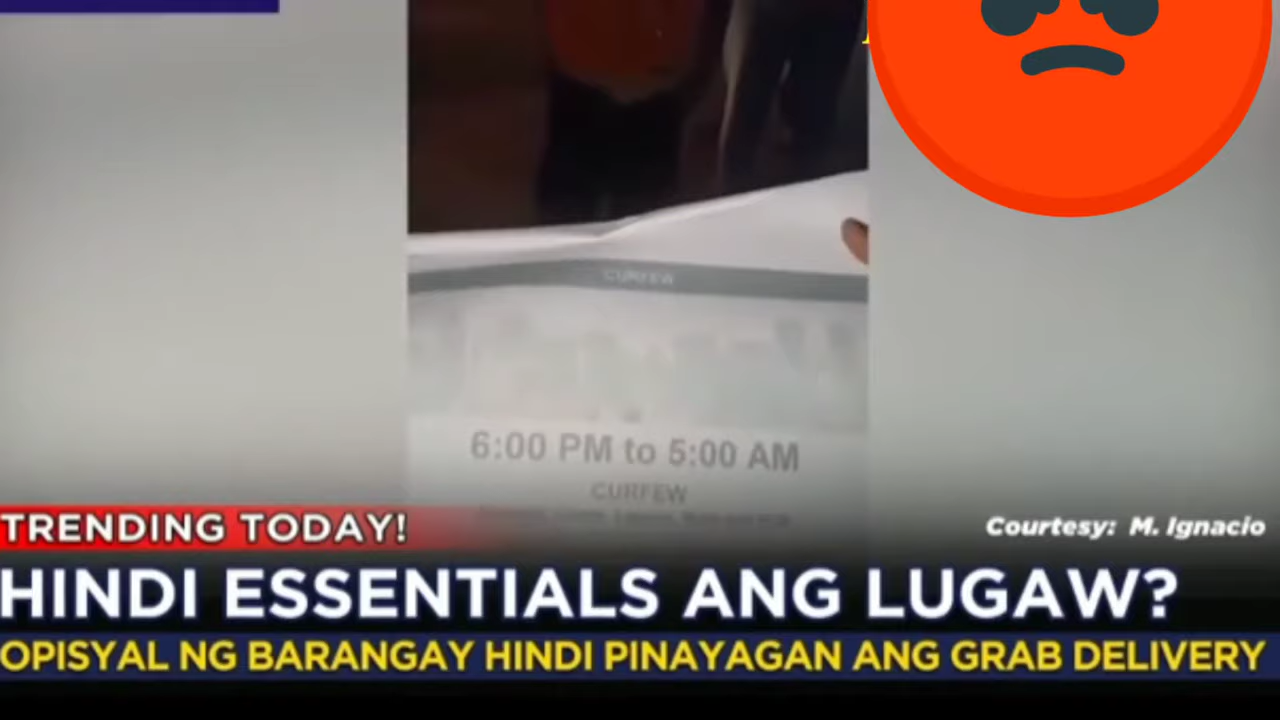 CURFEW
6:00 PM to 5:00 AM
CURFEW
TRENDING TODAY!
Courtesy: M. Ignacio
HINDI ESSENTIALS ANG LUGAW?
OPISYAL NG BARANGAY HINDI PINAYAGAN ANG GRAB DELIVERY